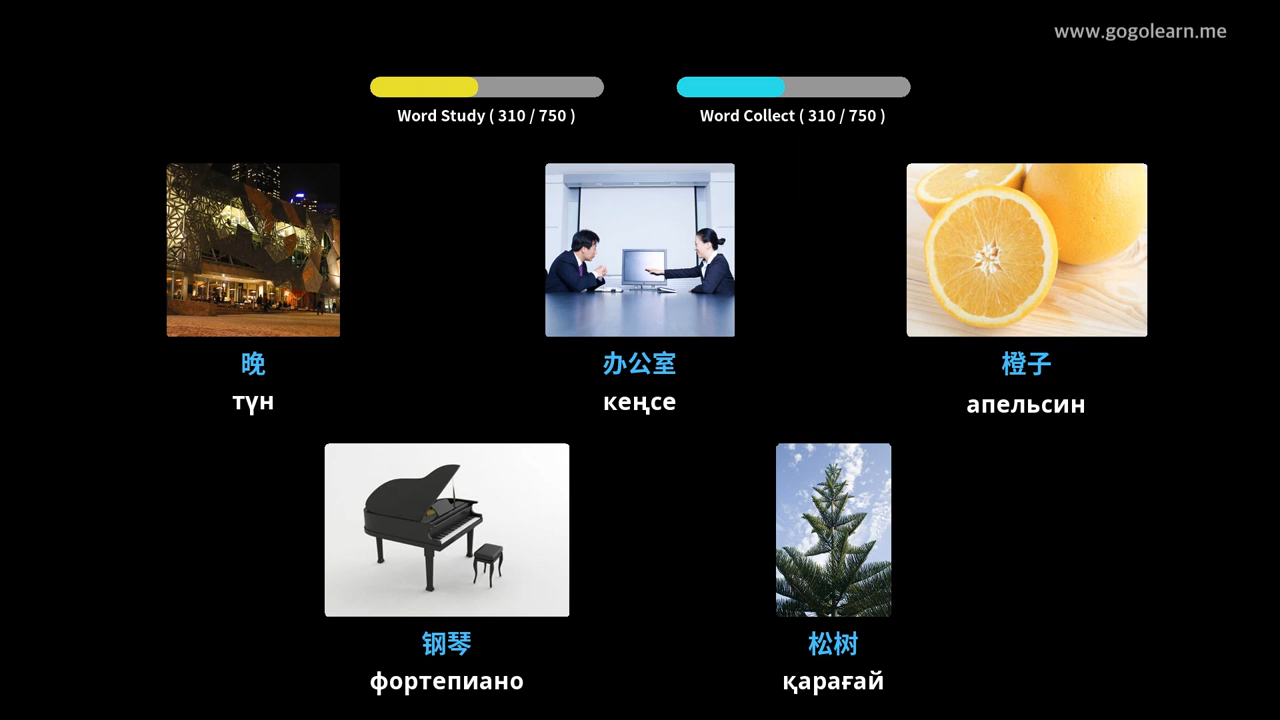 www.gogolearn.me
Word Study ( 310 / 750 )
Word Collect ( 310 / 750 )
晚
办公室
橙子
түн
кеңсе
апельсин
钢琴
松树
фортепиано
қарағай